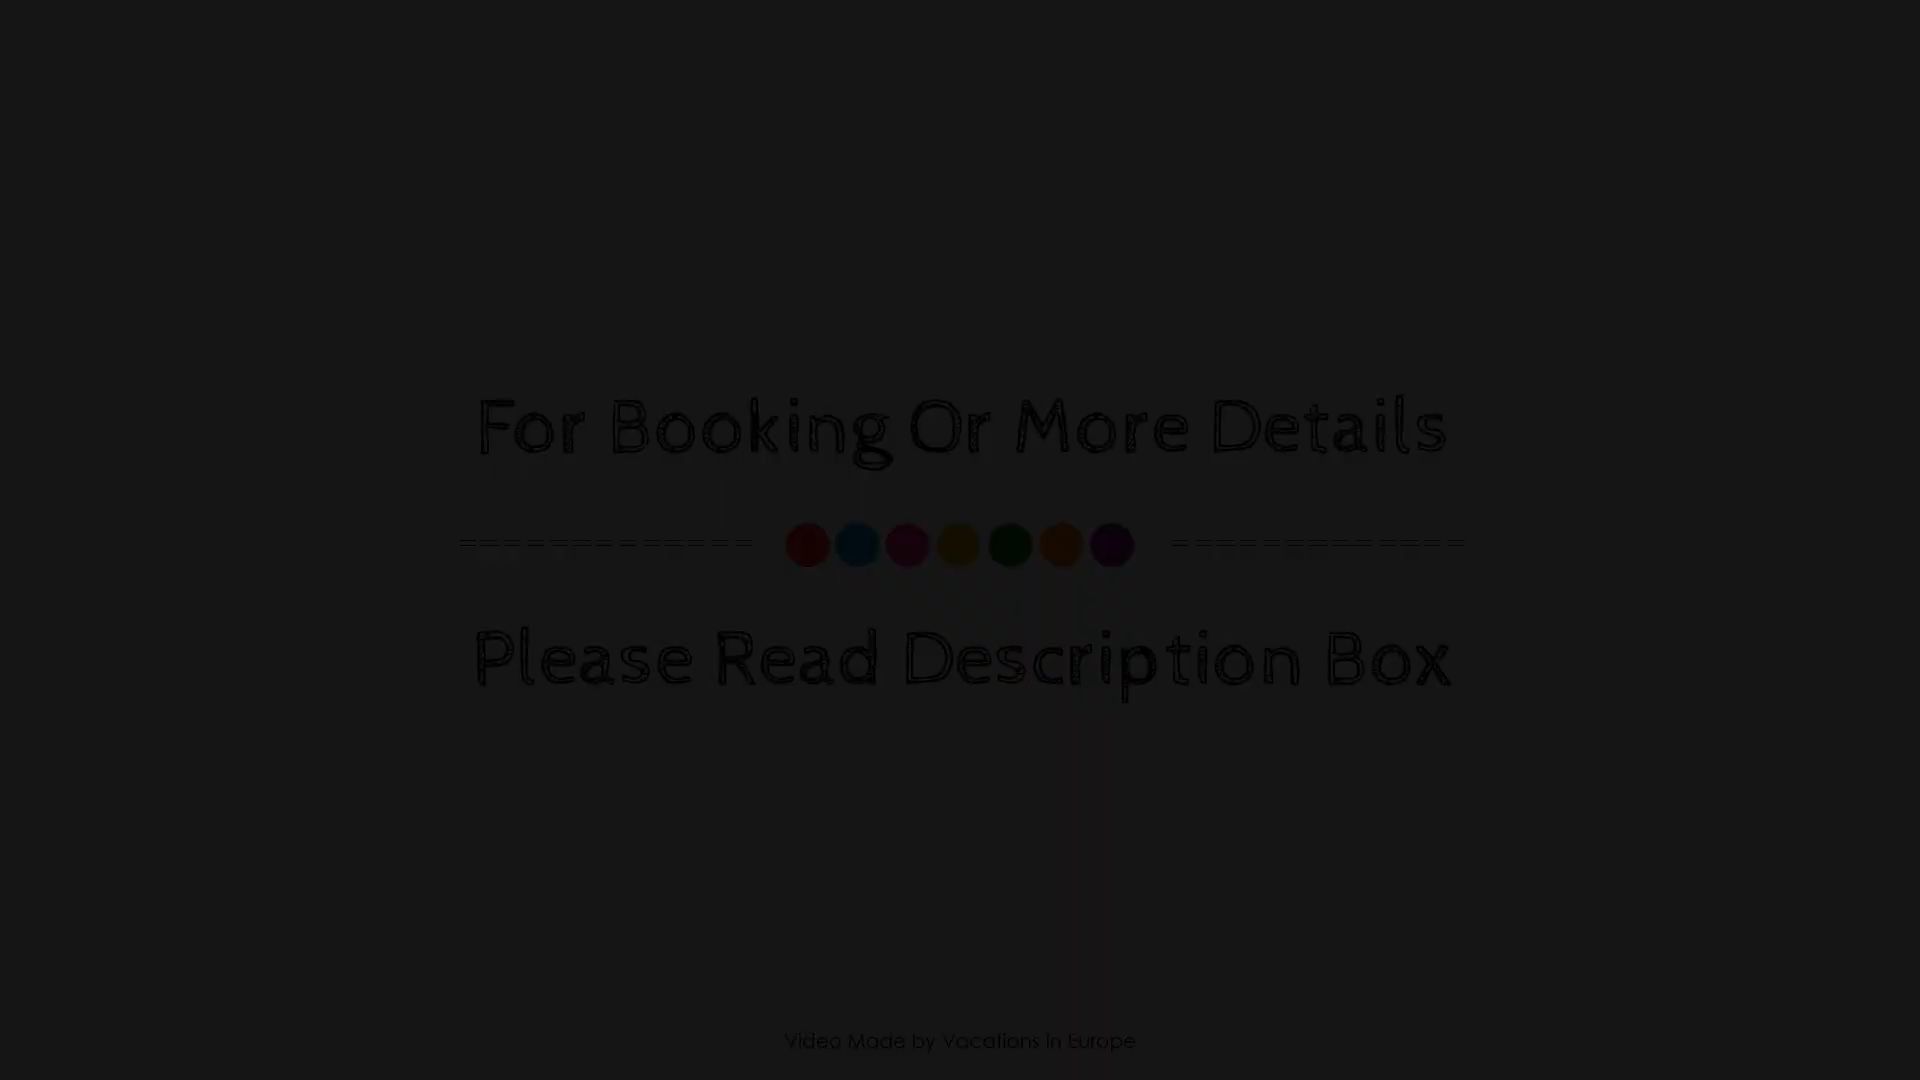 For Booking Or More Details
============= =============
Please Read Description Box
Video Made by Vacations in Europe